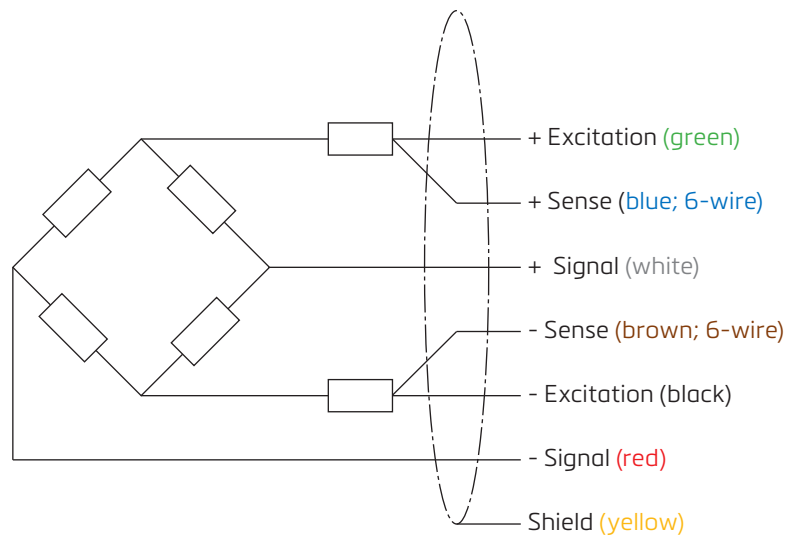 + Excitation (green)
+ Sense (blue; 6-wire)
+ Signal (white)
- Sense (brown; 6-wire)
- Excitation (black)
- Signal (red)
Shield (yellow)